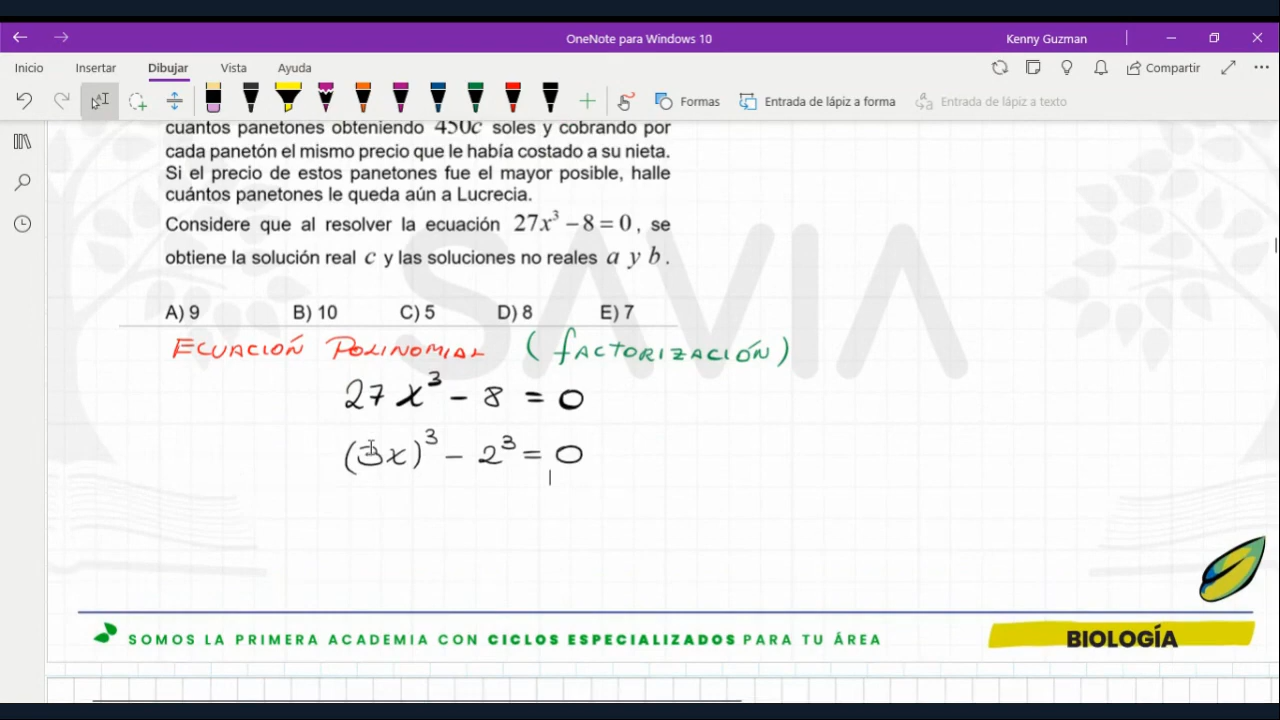 OneNote para Windows 10
Kenny Guzman
Inicio Insertar Dibujar Vista Ayuda
Compartir
Formas Entrada de lápiz a forma Entrada de lápiz a texto
cuantos panetones obteniendo 450c soles y cobrando por
cada panetón el mismo precio que le había costado a su nieta.
Si el precio de estos panetones fue el mayor posible, halle
cuántos panetones le queda aún a Lucrecia.
Considere que al resolver la ecuación 27x³ − 8 = 0, se
obtiene la solución real c y las soluciones no reales a y b.
SAVIA
A) 9 B) 10 C) 5 D) 8 E) 7
ECUACIÓN POLINOMIAL (FACTORIZACIÓN)
27x³ − 8 = 0
(3x)³ − 2³ = 0
SOMOS LA PRIMERA ACADEMIA CON CICLOS ESPECIALIZADOS PARA TU ÁREA
BIOLOGÍA